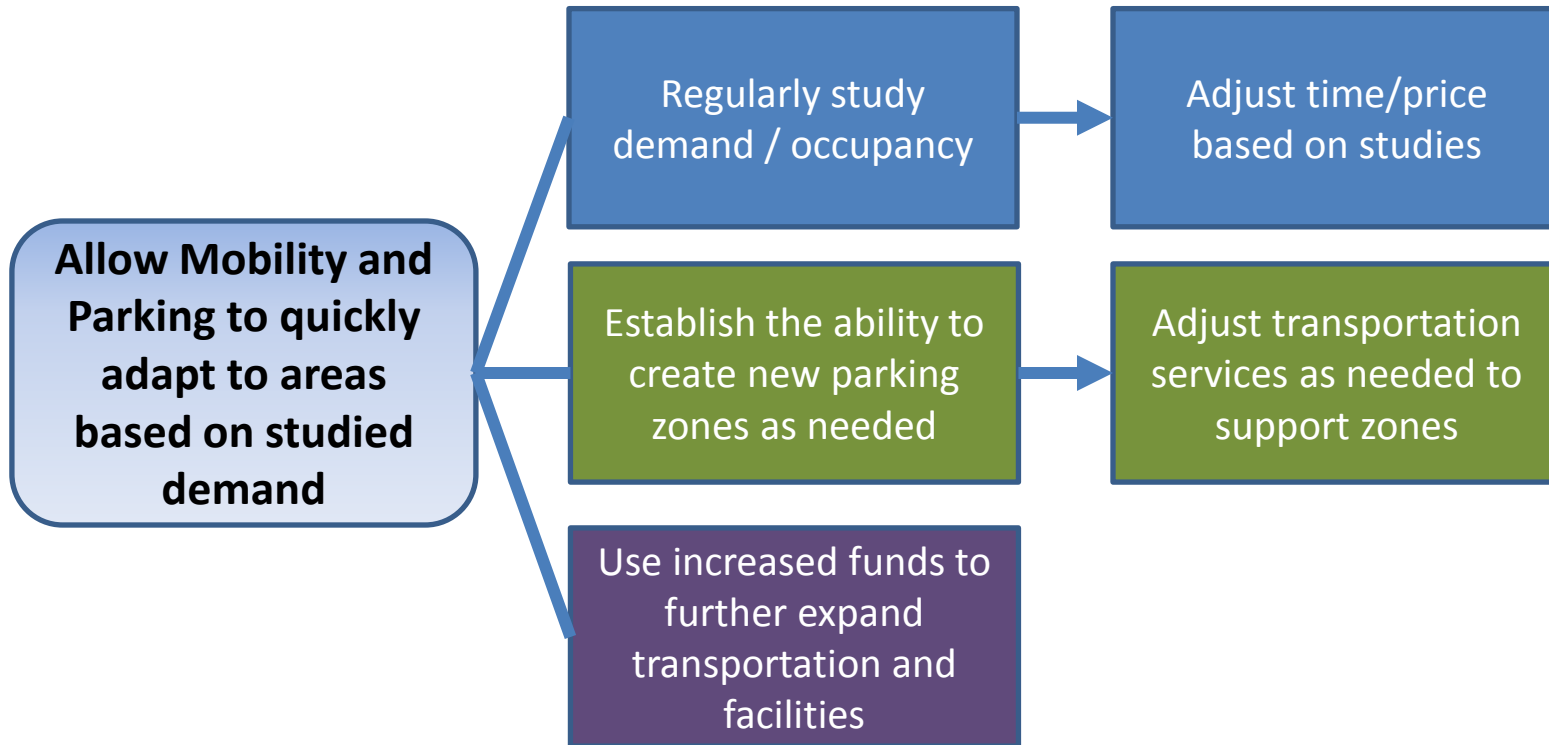 Allow Mobility and
Parking to quickly
adapt to areas
based on studied
demand
Regularly study
demand / occupancy
Adjust time/price
based on studies
Establish the ability to
create new parking
zones as needed
Adjust transportation
services as needed to
support zones
Use increased funds to
further expand
transportation and
facilities